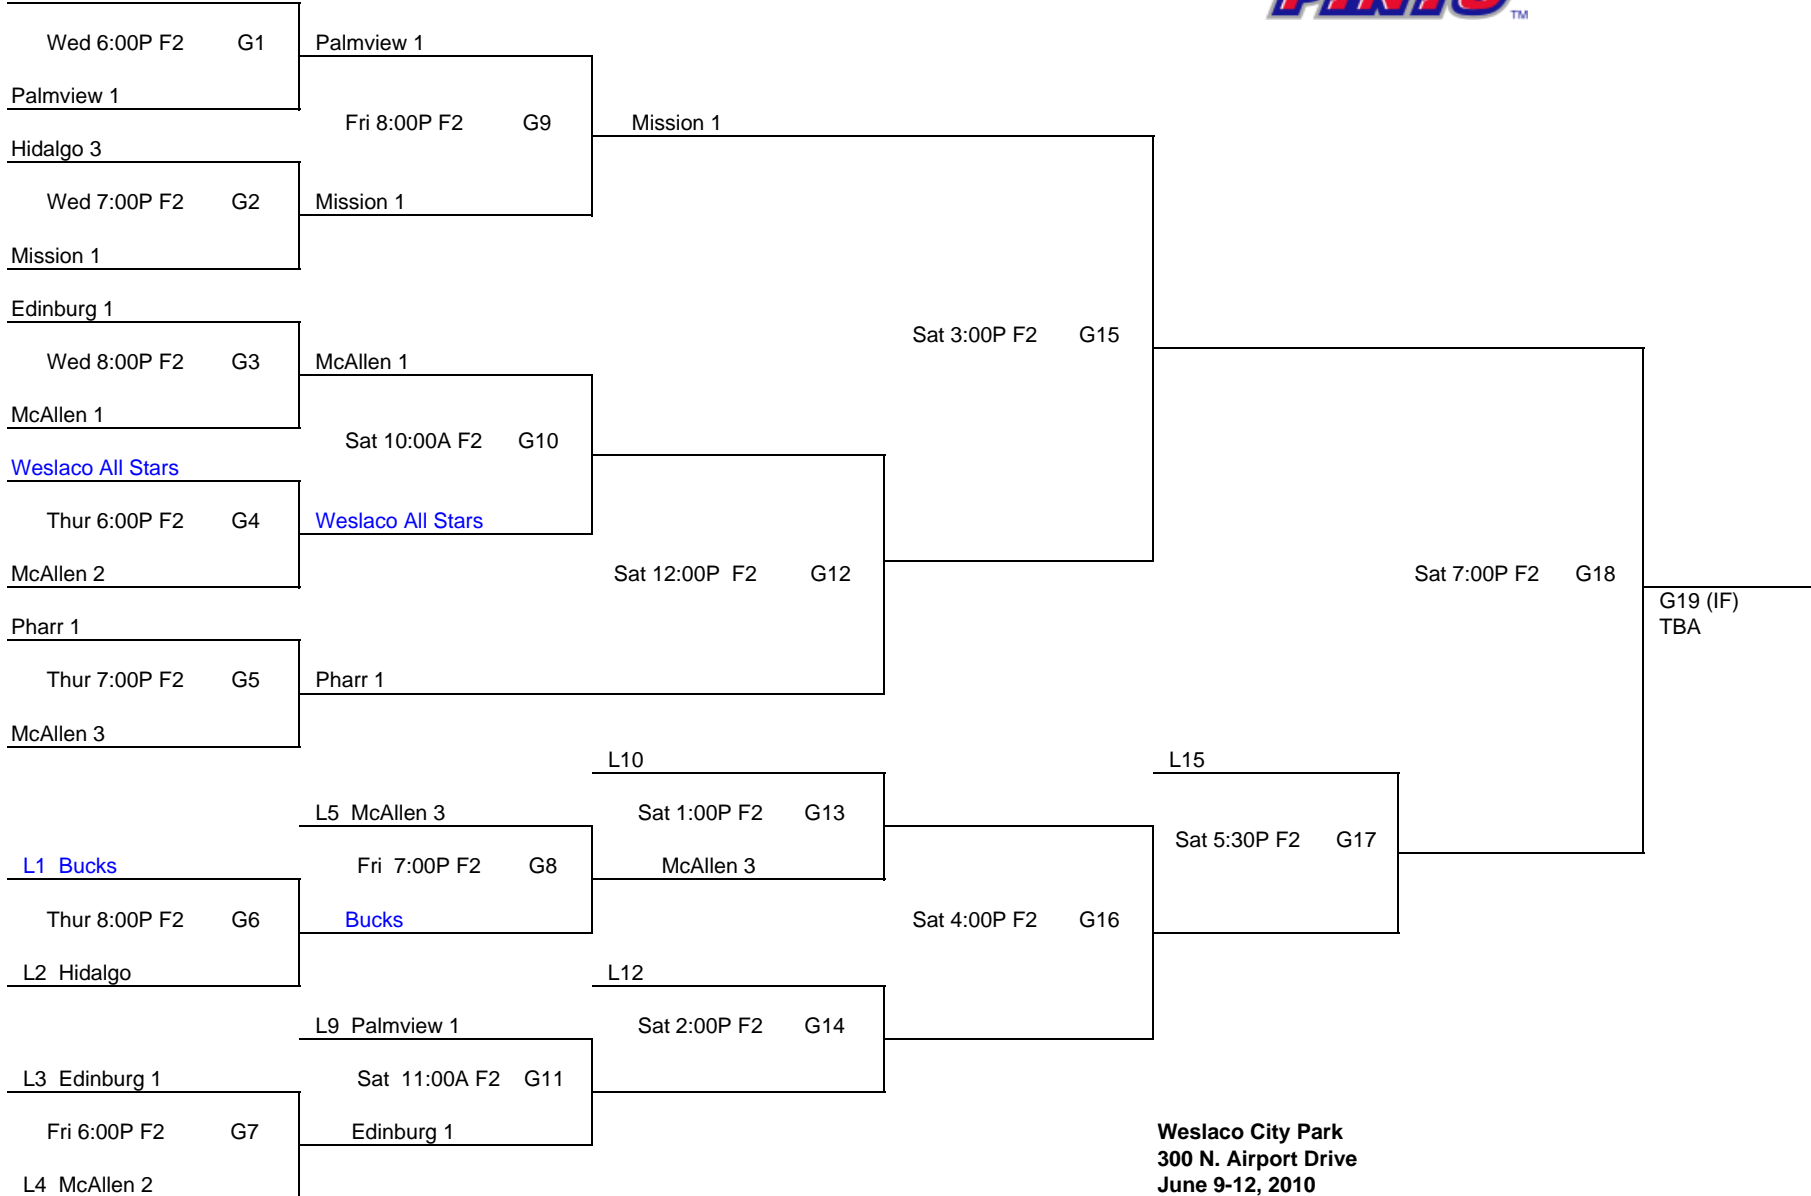 PINTO™
Wed 6:00P F2 G1 Palmview 1
Palmview 1
Fri 8:00P F2 G9 Mission 1
Hidalgo 3
Wed 7:00P F2 G2 Mission 1
Mission 1
Edinburg 1
Sat 3:00P F2 G15
Wed 8:00P F2 G3 McAllen 1
McAllen 1
Sat 10:00A F2 G10
Weslaco All Stars
Thur 6:00P F2 G4 Weslaco All Stars
McAllen 2 Sat 12:00P F2 G12 Sat 7:00P F2 G18
G19 (IF)
Pharr 1 TBA
Thur 7:00P F2 G5 Pharr 1
McAllen 3
L10 L15
L5 McAllen 3 Sat 1:00P F2 G13
Sat 5:30P F2 G17
L1 Bucks Fri 7:00P F2 G8 McAllen 3
Thur 8:00P F2 G6 Bucks Sat 4:00P F2 G16
L2 Hidalgo L12
L9 Palmview 1 Sat 2:00P F2 G14
L3 Edinburg 1 Sat 11:00A F2 G11
Fri 6:00P F2 G7 Edinburg 1 Weslaco City Park
300 N. Airport Drive
L4 McAllen 2 June 9-12, 2010